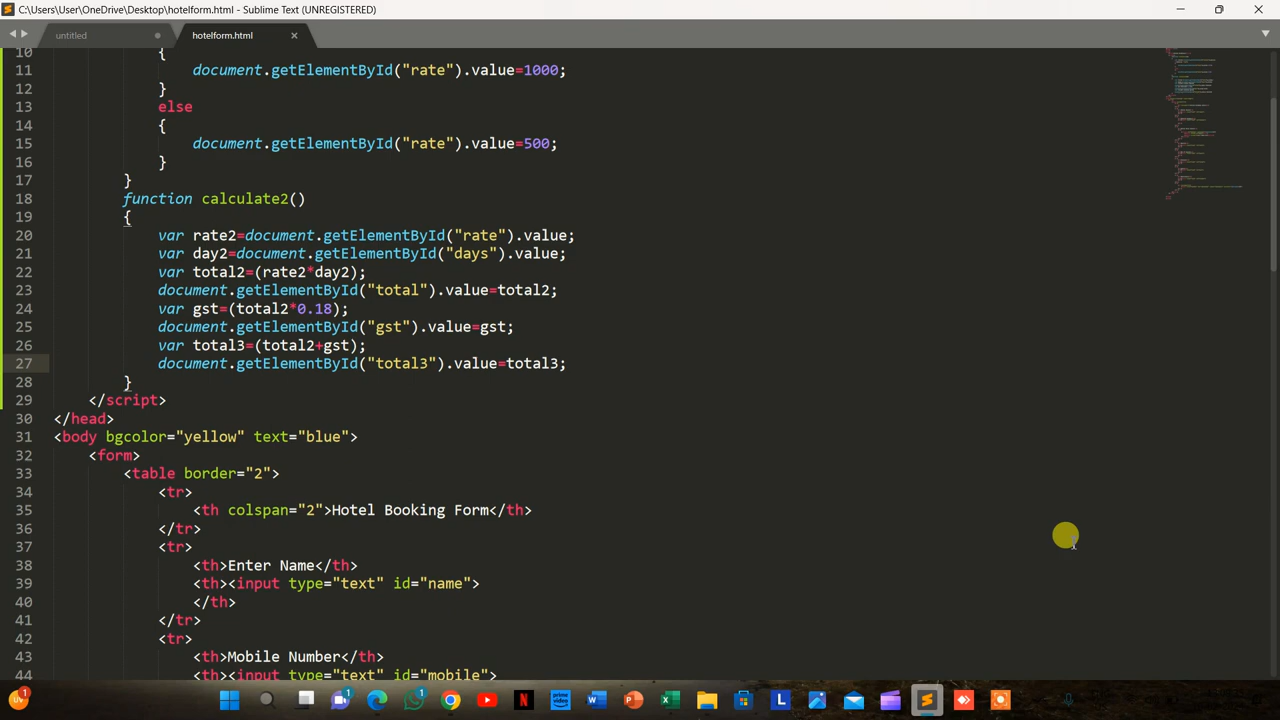 C:\Users\User\OneDrive\Desktop\hotelform.html - Sublime Text (UNREGISTERED)
untitled
hotelform.html
10 {
11 document.getElementById("rate").value=1000;
12 }
13 else
14 {
15 document.getElementById("rate").value=500;
16 }
17 }
18 function calculate2()
19 {
20 var rate2=document.getElementById("rate").value;
21 var day2=document.getElementById("days").value;
22 var total2=(rate2*day2);
23 document.getElementById("total").value=total2;
24 var gst=(total2*0.18);
25 document.getElementById("gst").value=gst;
26 var total3=(total2+gst);
27 document.getElementById("total3").value=total3;
28 }
29 </script>
30 </head>
31 <body bgcolor="yellow" text="blue">
32 <form>
33 <table border="2">
34 <tr>
35 <th colspan="2">Hotel Booking Form</th>
36 </tr>
37 <tr>
38 <th>Enter Name</th>
39 <th><input type="text" id="name">
40 </th>
41 </tr>
42 <tr>
43 <th>Mobile Number</th>
44 <th><input type="text" id="mobile">